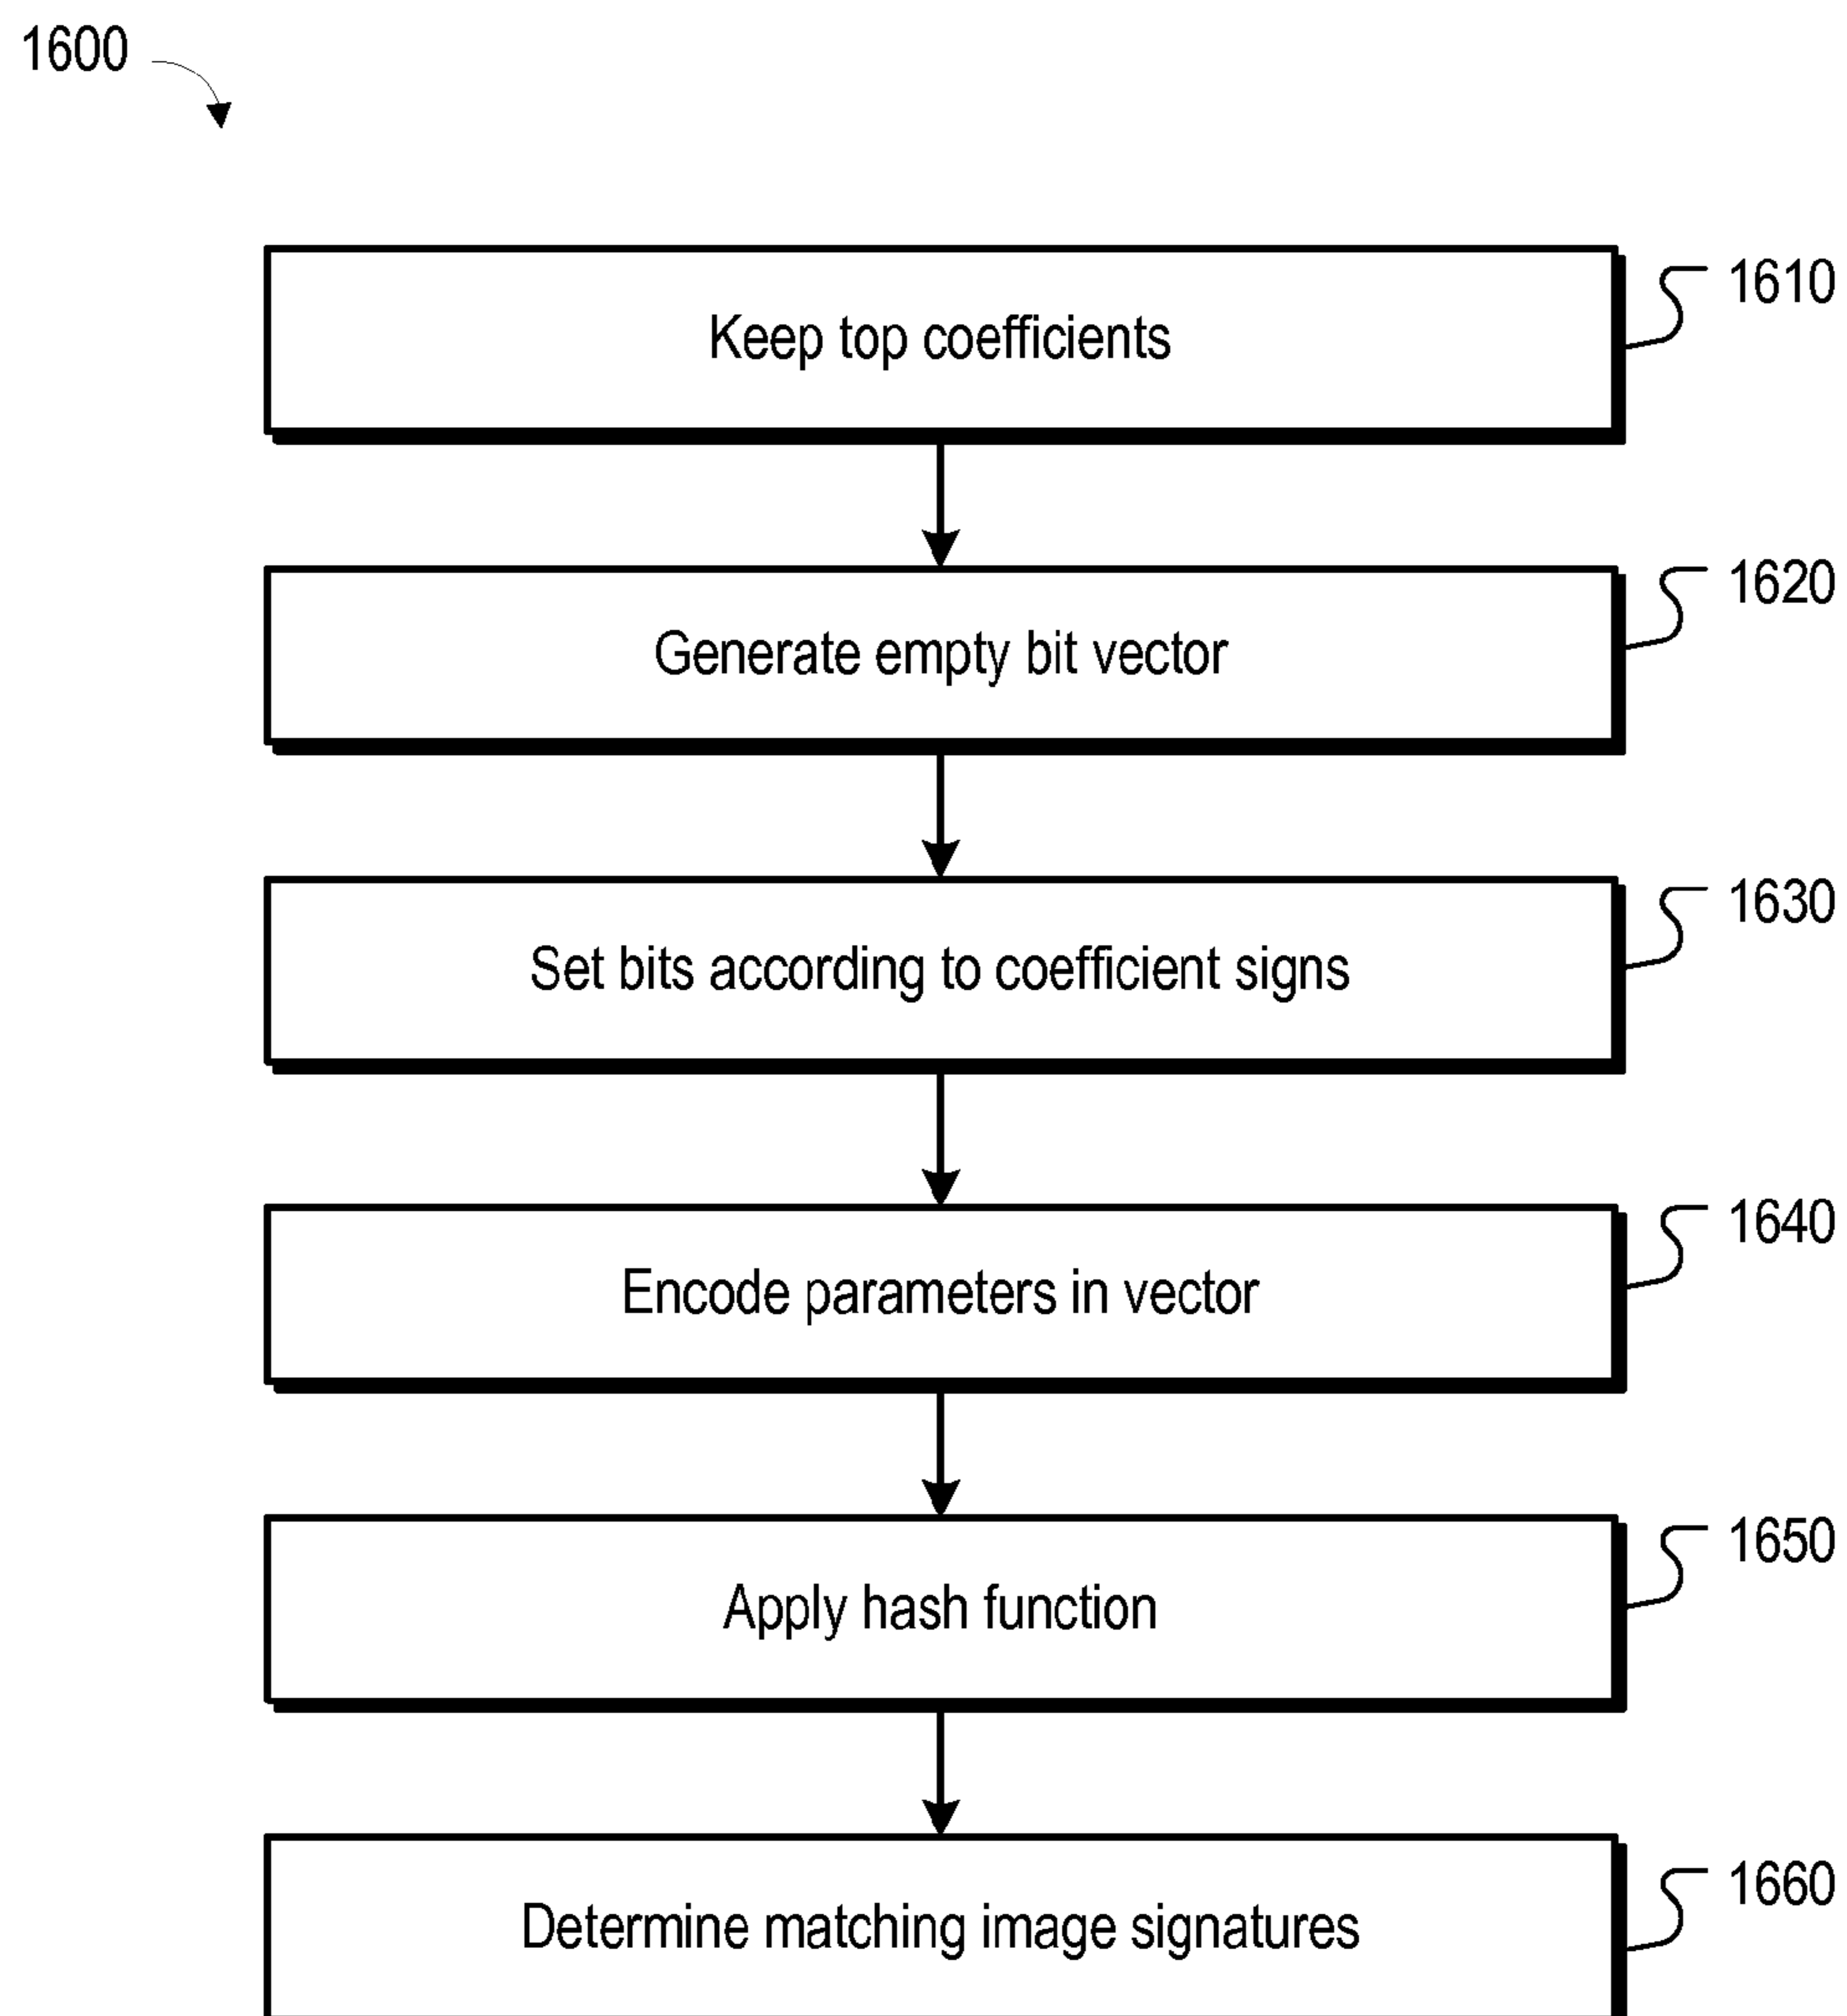 1600
Keep top coefficients
1610
Generate empty bit vector
1620
Set bits according to coefficient signs
1630
Encode parameters in vector
1640
Apply hash function
1650
Determine matching image signatures
1660